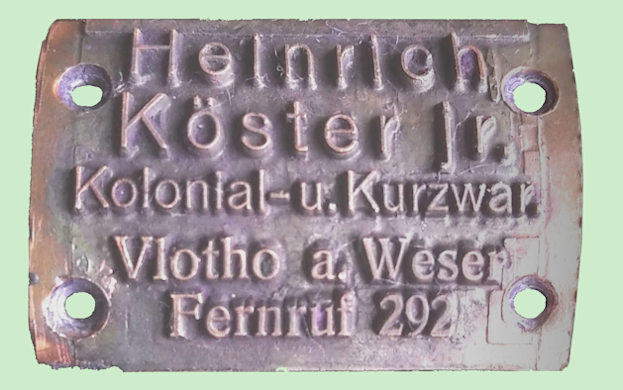 Heinrich
Köster jr.
Kolonial-u.Kurzwar.
Vlotho a. Weser
Fernruf 292